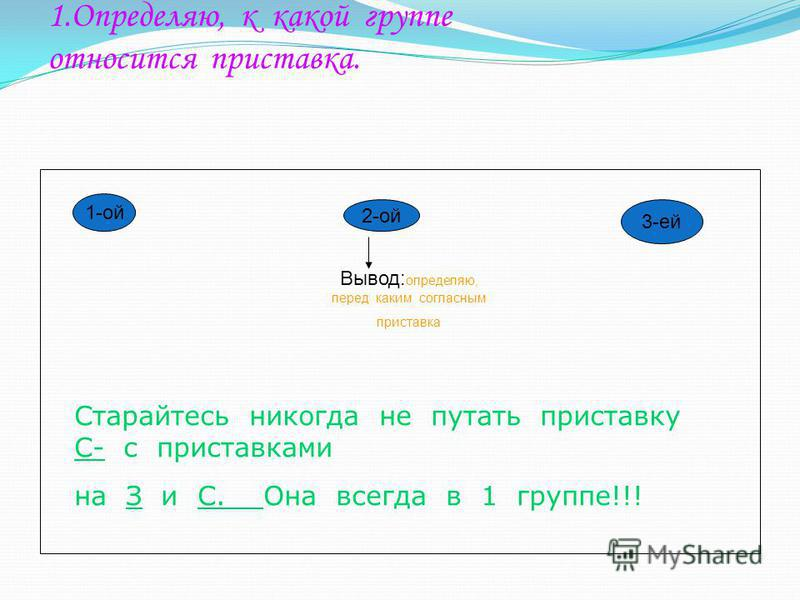 1.Определяю, к какой группе
относится приставка.
1-ой
2-ой
3-ей
Вывод:определяю,
перед каким согласным
приставка
Старайтесь никогда не путать приставку
С- с приставками
на З и С. Она всегда в 1 группе!!!
MyShared